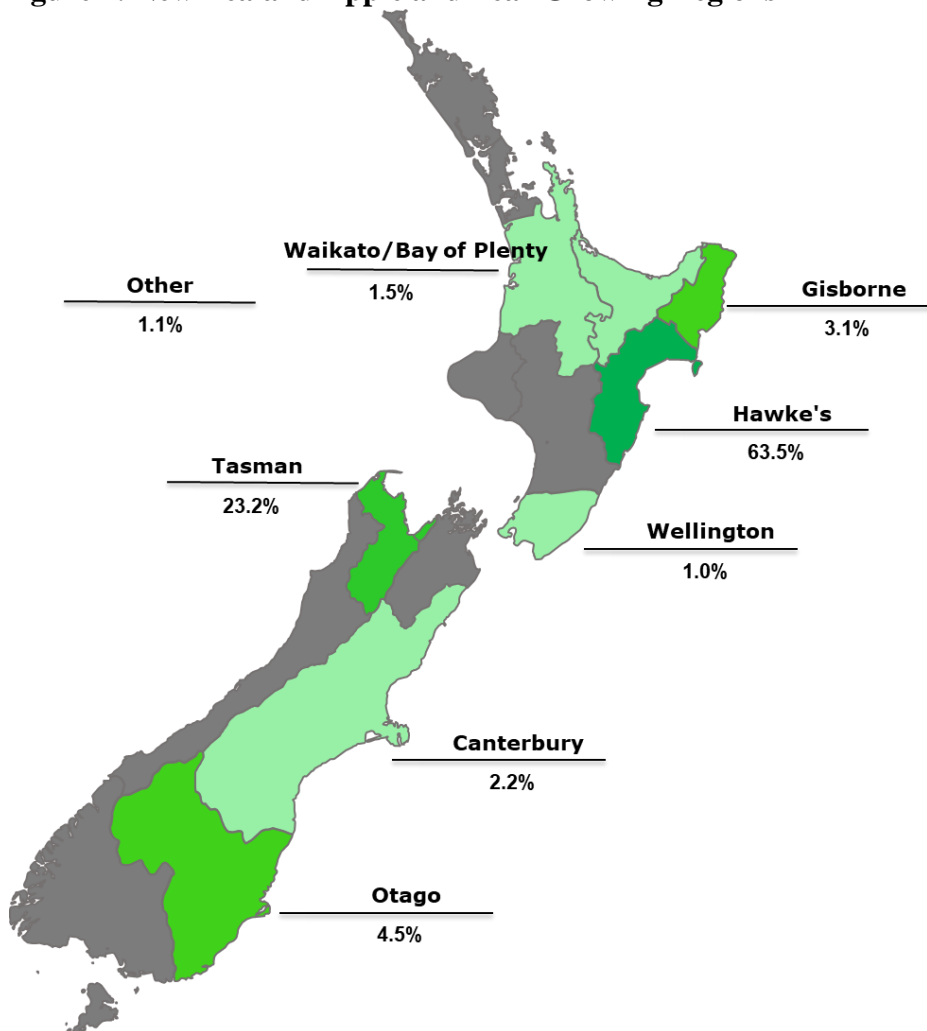 Waikato/Bay of Plenty
1.5%
Other
1.1%
Gisborne
3.1%
Hawke's
63.5%
Tasman
23.2%
Wellington
1.0%
Canterbury
2.2%
Otago
4.5%